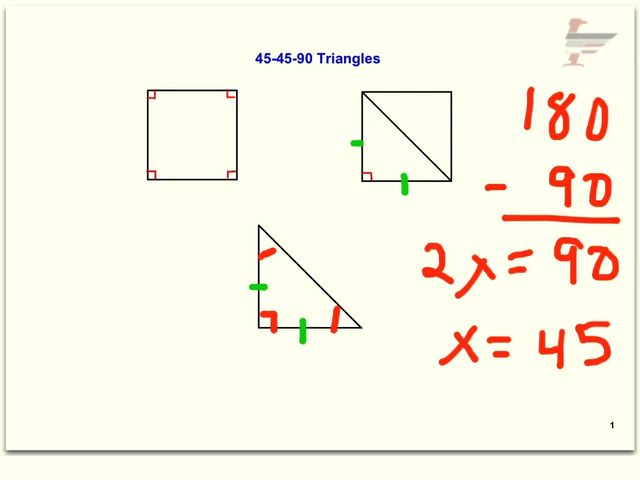 45-45-90 Triangles
180
- 90
2x = 90
x = 45
1